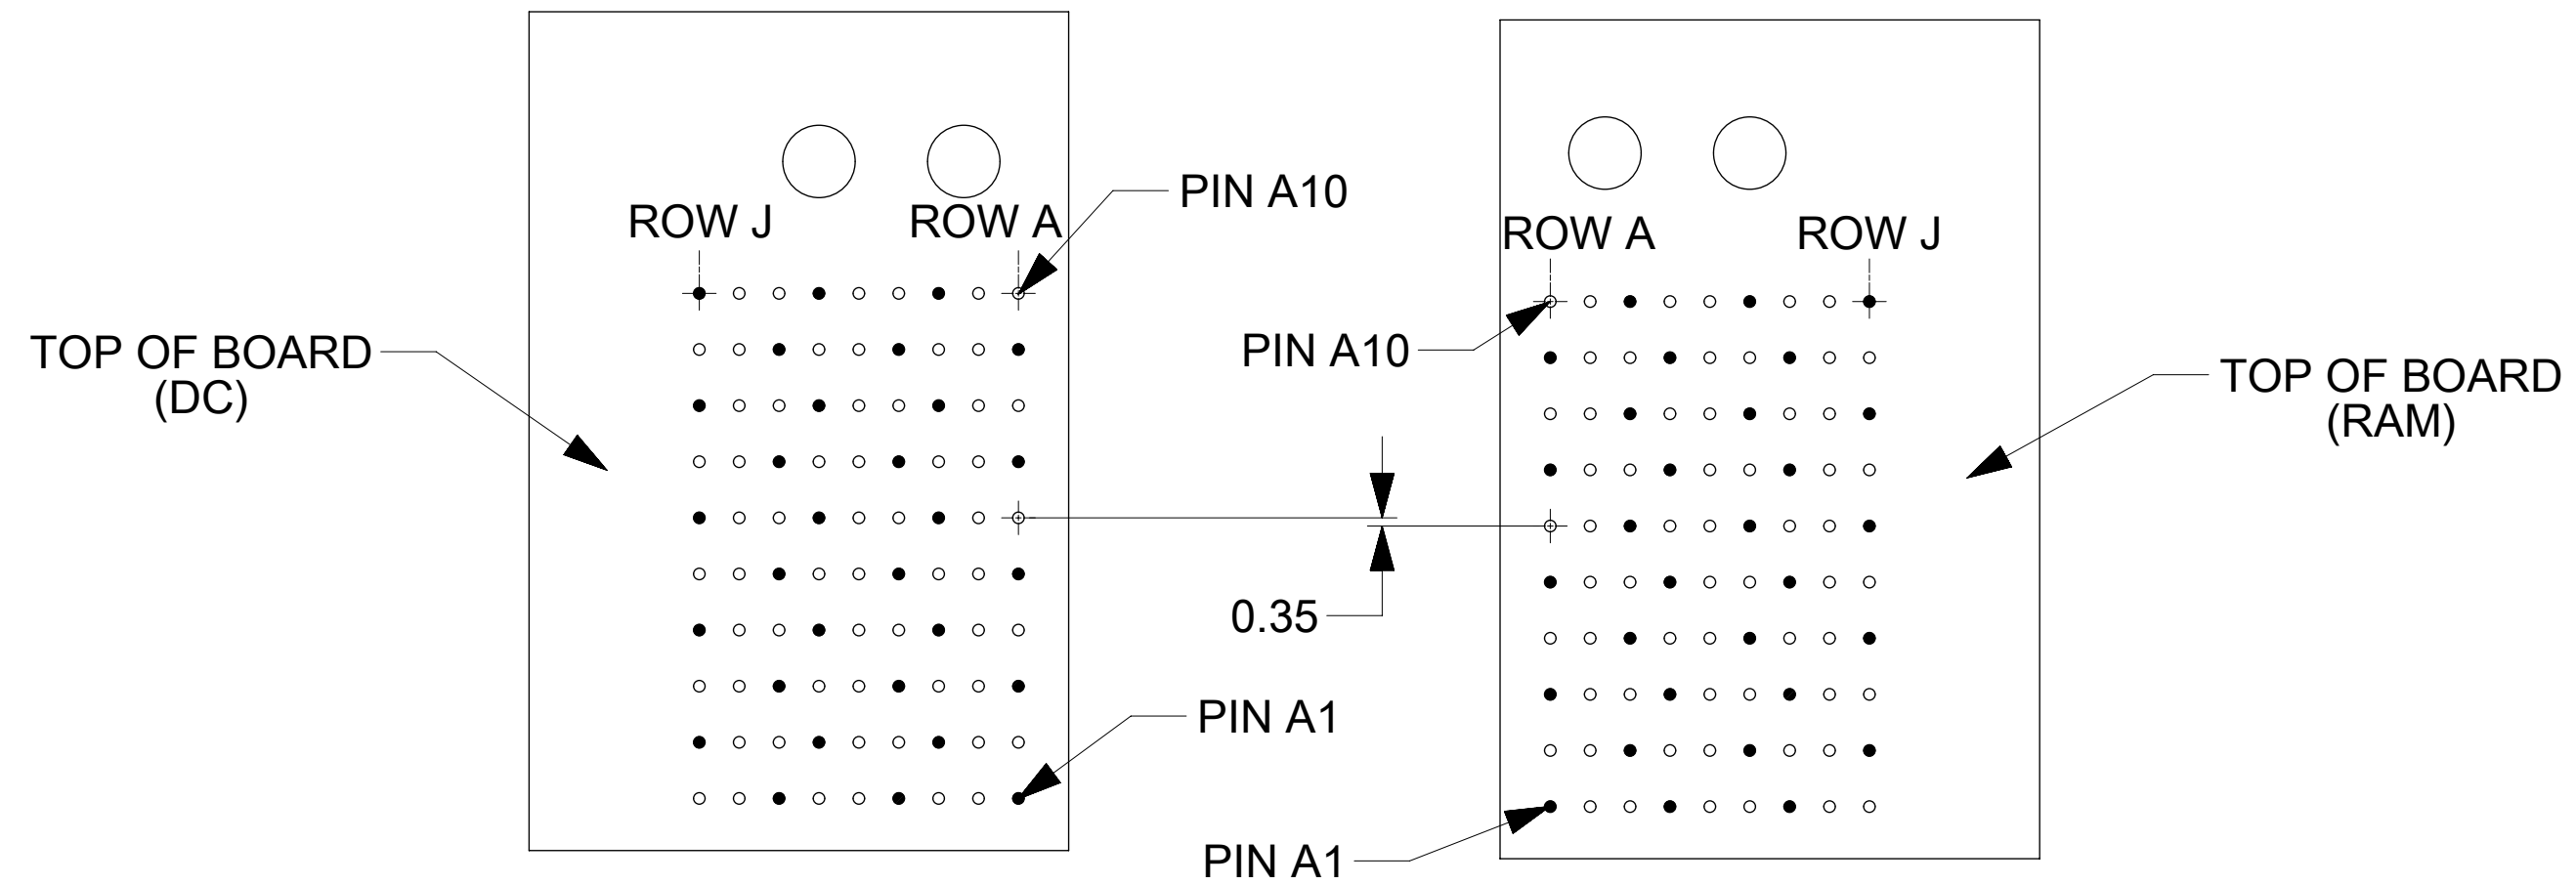 PIN A10
ROW J
ROW A
ROW A
ROW J
TOP OF BOARD
(DC)
PIN A10
TOP OF BOARD
(RAM)
0.35
PIN A1
PIN A1